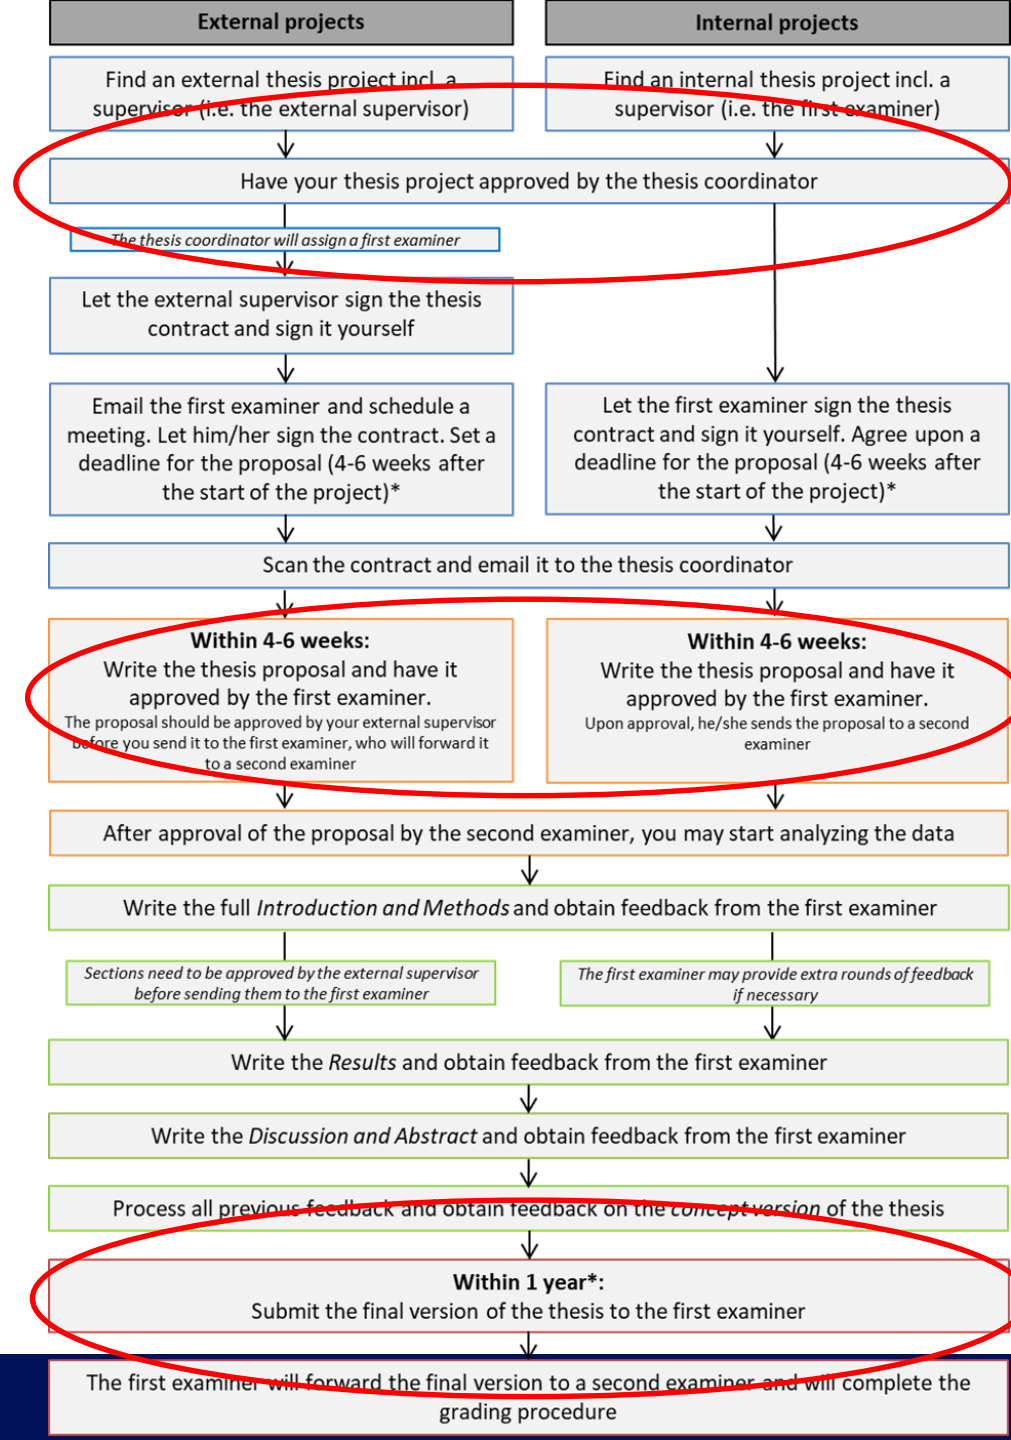 External projects
Internal projects
Find an external thesis project incl. a
supervisor (i.e. the external supervisor)
Find an internal thesis project incl. a
supervisor (i.e. the first examiner)
Have your thesis project approved by the thesis coordinator
The thesis coordinator will assign a first examiner
Let the external supervisor sign the thesis
contract and sign it yourself
Email the first examiner and schedule a
meeting. Let him/her sign the contract. Set a
deadline for the proposal (4-6 weeks after
the start of the project)*
Let the first examiner sign the thesis
contract and sign it yourself. Agree upon a
deadline for the proposal (4-6 weeks after
the start of the project)*
Scan the contract and email it to the thesis coordinator
Within 4-6 weeks:
Write the thesis proposal and have it
approved by the first examiner.
The proposal should be approved by your external supervisor
before you send it to the first examiner, who will forward it
to a second examiner
Within 4-6 weeks:
Write the thesis proposal and have it
approved by the first examiner.
Upon approval, he/she sends the proposal to a second
examiner
After approval of the proposal by the second examiner, you may start analyzing the data
Write the full Introduction and Methods and obtain feedback from the first examiner
Sections need to be approved by the external supervisor
before sending them to the first examiner
The first examiner may provide extra rounds of feedback
if necessary
Write the Results and obtain feedback from the first examiner
Write the Discussion and Abstract and obtain feedback from the first examiner
Process all previous feedback and obtain feedback on the concept version of the thesis
Within 1 year*:
Submit the final version of the thesis to the first examiner
The first examiner will forward the final version to a second examiner and will complete the
grading procedure